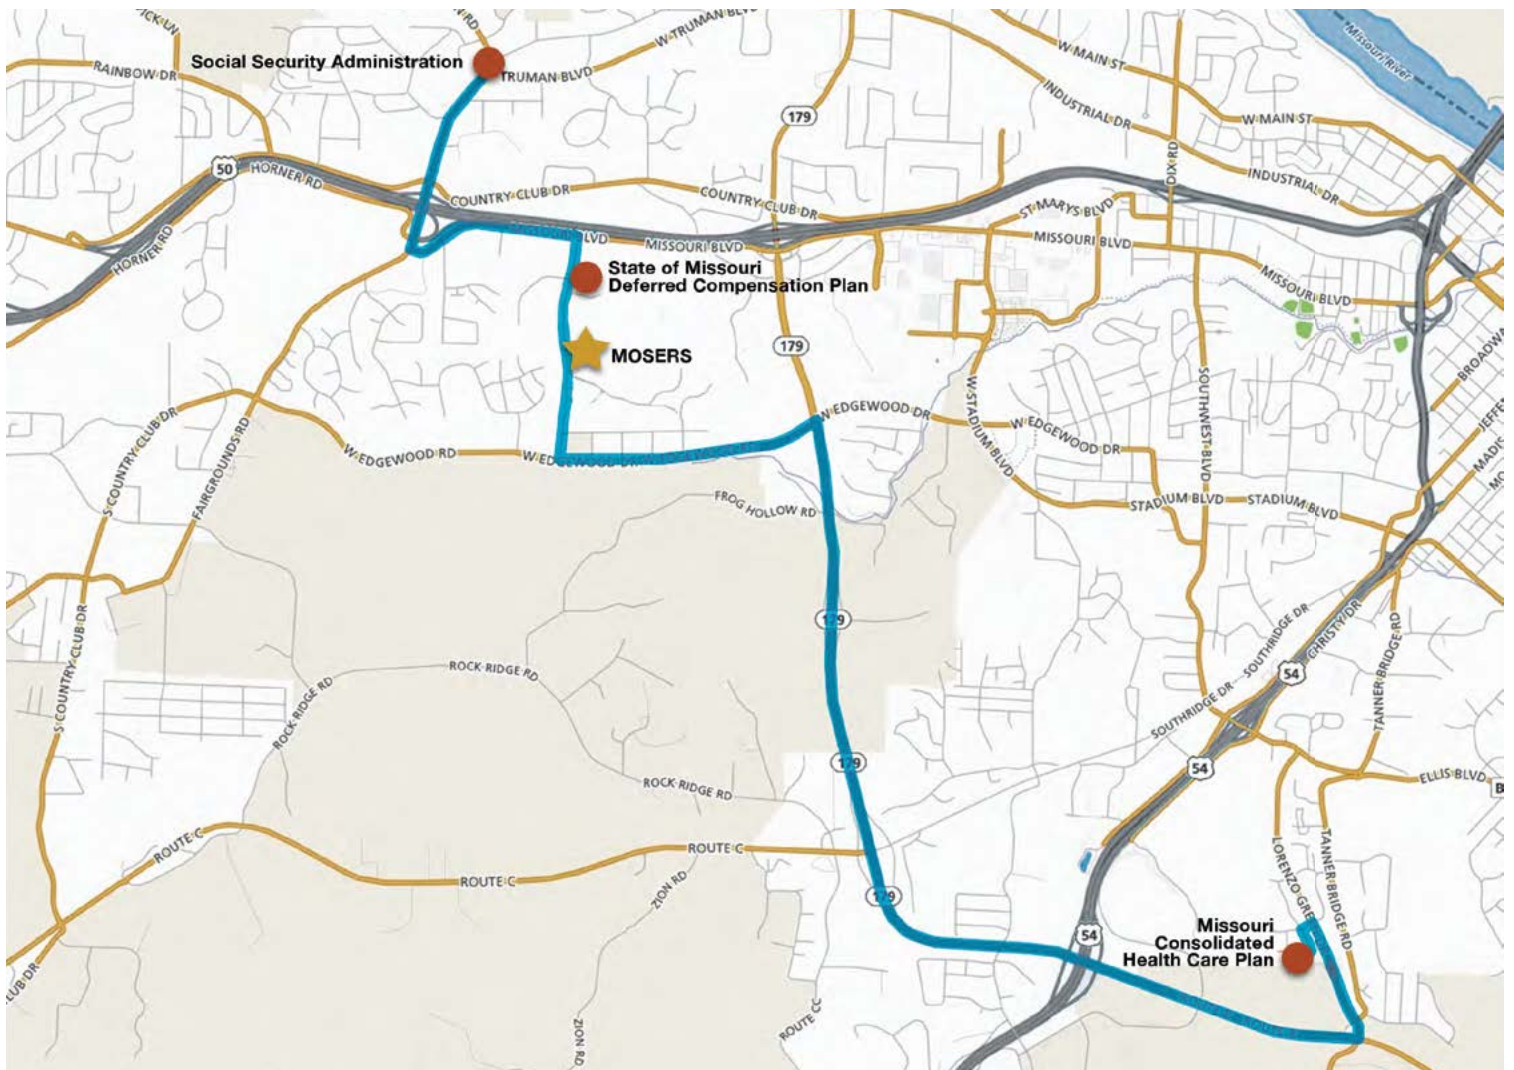 W TRUMAN BLVD
Social Security Administration
TRUMAN BLVD
RAINBOW DR
W MAIN ST
Missouri River
INDUSTRIAL DR
179
W MAIN ST
DIX RD
50
HORNER RD
COUNTRY CLUB DR
COUNTRY CLUB DR
INDUSTRIAL DR
ST MARYS BLVD
HORNER RD
BLVD
MISSOURI BLVD
MISSOURI BLVD
MISSOURI BLVD
State of Missouri
Deferred Compensation Plan
179
MOSERS
S COUNTRY CLUB DR
FAIRGROUNDS RD
W EDGEWOOD RD
W EDGEWOOD DR
W EDGEWOOD DR
W EDGEWOOD DR
W STADIUM BLVD
SOUTHWEST BLVD
STADIUM BLVD
STADIUM BLVD
FROG HOLLOW RD
179
S COUNTRY CLUB DR
ROCK RIDGE RD
ROCK RIDGE RD
SOUTHRIDGE DR
SOUTHRIDGE DR
CHRISTY DR
54
TANNER BRIDGE RD
179
54
ROCK RIDGE RD
ELLIS BLVD
B
ROUTE C
ROUTE C
ROUTE C
ZION RD
179
LORENZO GRE
TANNER BRIDGE RD
54
Missouri
Consolidated
Health Care Plan
CLUB DR
ZION RD
ROUTE CC